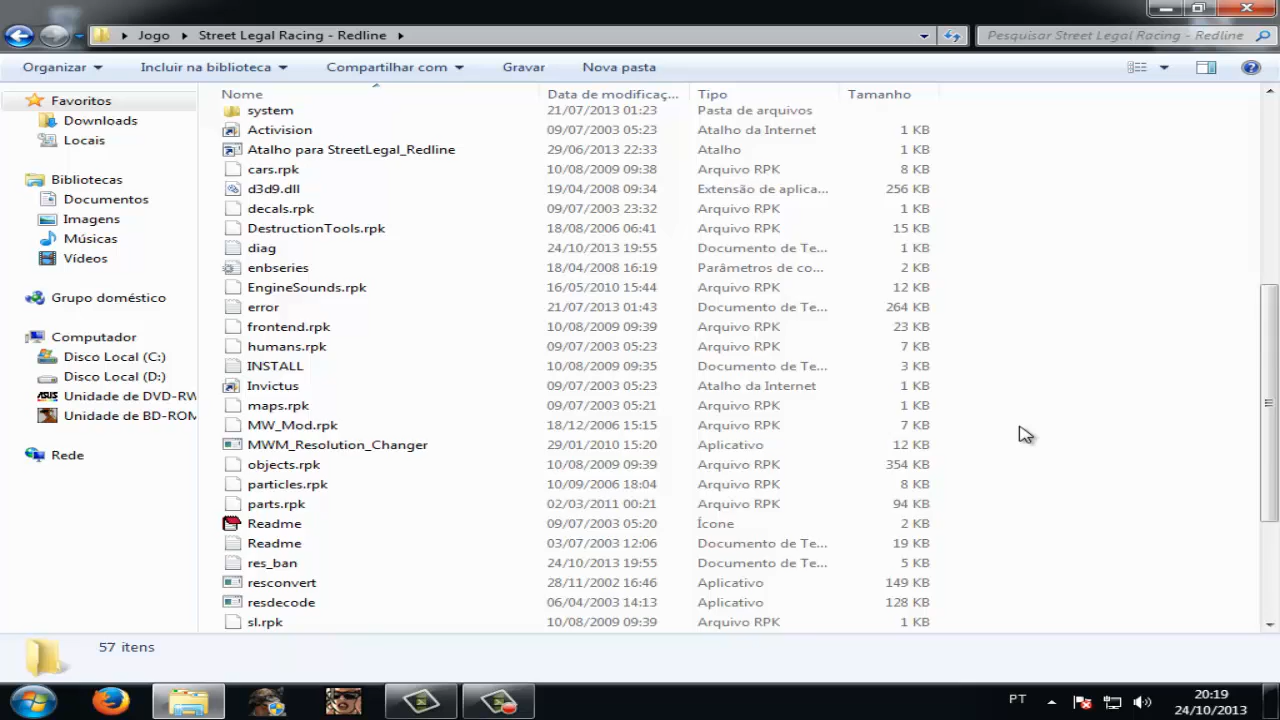 Jogo Street Legal Racing - Redline Pesquisar Street Legal Racing - Redline
Organizar Incluir na biblioteca Compartilhar com Gravar Nova pasta
Favoritos
Downloads
Locais
Bibliotecas
Documentos
Imagens
Músicas
Vídeos
Grupo doméstico
Computador
Disco Local (C:)
Disco Local (D:)
Unidade de DVD-RW
Unidade de BD-ROM
Rede
Nome Data de modificaç... Tipo Tamanho
system 21/07/2013 01:23 Pasta de arquivos
Activision 09/07/2003 05:23 Atalho da Internet 1 KB
Atalho para StreetLegal_Redline 29/06/2013 22:33 Atalho 1 KB
cars.rpk 10/08/2009 09:38 Arquivo RPK 8 KB
d3d9.dll 19/04/2008 09:34 Extensão de aplica... 256 KB
decals.rpk 09/07/2003 23:32 Arquivo RPK 1 KB
DestructionTools.rpk 18/08/2006 06:41 Arquivo RPK 15 KB
diag 24/10/2013 19:55 Documento de Te... 1 KB
enbseries 18/04/2008 16:19 Parâmetros de co... 2 KB
EngineSounds.rpk 16/05/2010 15:44 Arquivo RPK 12 KB
error 21/07/2013 01:43 Documento de Te... 264 KB
frontend.rpk 10/08/2009 09:39 Arquivo RPK 23 KB
humans.rpk 09/07/2003 05:23 Arquivo RPK 7 KB
INSTALL 10/08/2009 09:35 Documento de Te... 3 KB
Invictus 09/07/2003 05:23 Atalho da Internet 1 KB
maps.rpk 09/07/2003 05:21 Arquivo RPK 1 KB
MW_Mod.rpk 18/12/2006 15:15 Arquivo RPK 7 KB
MWM_Resolution_Changer 29/01/2010 15:20 Aplicativo 12 KB
objects.rpk 10/08/2009 09:39 Arquivo RPK 354 KB
particles.rpk 10/09/2006 18:04 Arquivo RPK 8 KB
parts.rpk 02/03/2011 00:21 Arquivo RPK 94 KB
Readme 09/07/2003 05:20 Ícone 2 KB
Readme 03/07/2003 12:06 Documento de Te... 19 KB
res_ban 24/10/2013 19:55 Documento de Te... 5 KB
resconvert 28/11/2002 16:46 Aplicativo 149 KB
resdecode 06/04/2003 14:13 Aplicativo 128 KB
sl.rpk 10/08/2009 09:39 Arquivo RPK 1 KB
57 itens
PT
20:19
24/10/2013